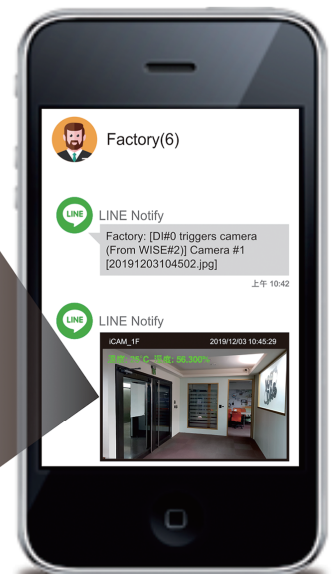 Factory(6)
LINE
LINE Notify
Factory: [DI#0 triggers camera
(From WISE#2)] Camera #1
[20191203104502.jpg]
上午 10:42
LINE
LINE Notify
iCAM_1F 2019/12/03 10:45:29
56.300%